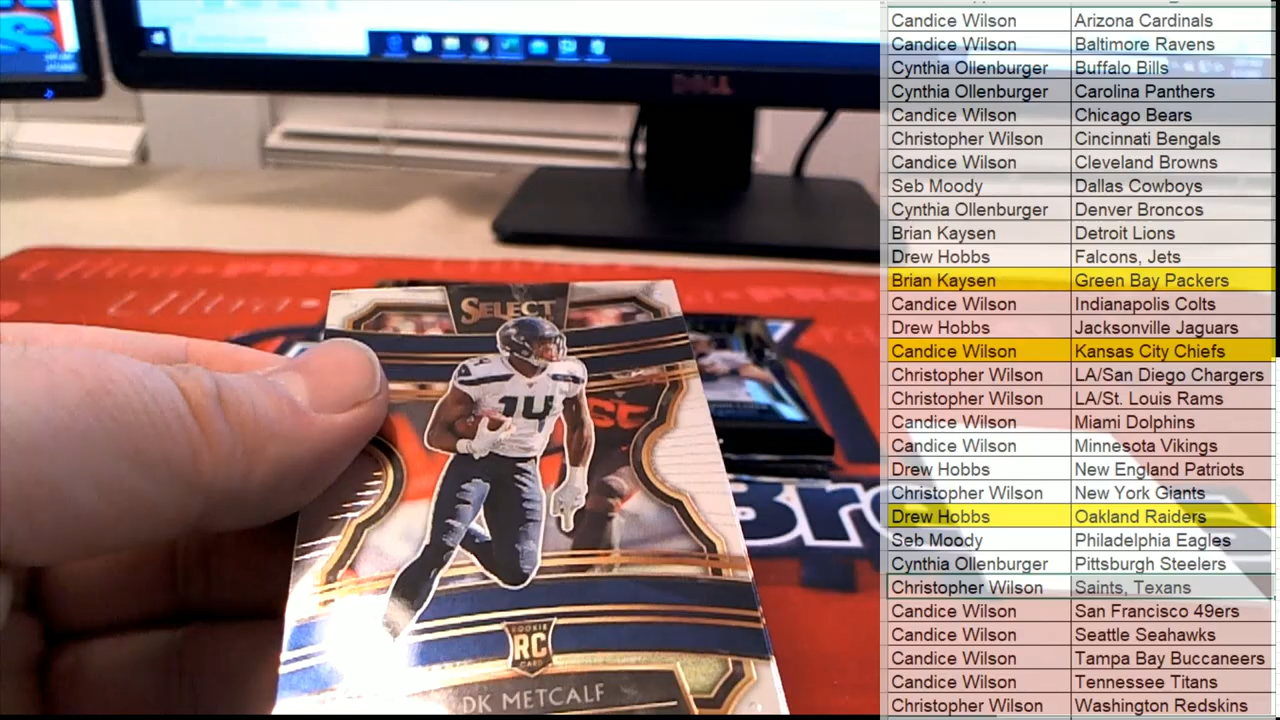 DELL
SELECT
14
ROOKIE
RC
CARD
DK METCALF
Candice Wilson Arizona Cardinals
Candice Wilson Baltimore Ravens
Cynthia Ollenburger Buffalo Bills
Cynthia Ollenburger Carolina Panthers
Candice Wilson Chicago Bears
Christopher Wilson Cincinnati Bengals
Candice Wilson Cleveland Browns
Seb Moody Dallas Cowboys
Cynthia Ollenburger Denver Broncos
Brian Kaysen Detroit Lions
Drew Hobbs Falcons, Jets
Brian Kaysen Green Bay Packers
Candice Wilson Indianapolis Colts
Drew Hobbs Jacksonville Jaguars
Candice Wilson Kansas City Chiefs
Christopher Wilson LA/San Diego Chargers
Christopher Wilson LA/St. Louis Rams
Candice Wilson Miami Dolphins
Candice Wilson Minnesota Vikings
Drew Hobbs New England Patriots
Christopher Wilson New York Giants
Drew Hobbs Oakland Raiders
Seb Moody Philadelphia Eagles
Cynthia Ollenburger Pittsburgh Steelers
Christopher Wilson Saints, Texans
Candice Wilson San Francisco 49ers
Candice Wilson Seattle Seahawks
Candice Wilson Tampa Bay Buccaneers
Candice Wilson Tennessee Titans
Christopher Wilson Washington Redskins